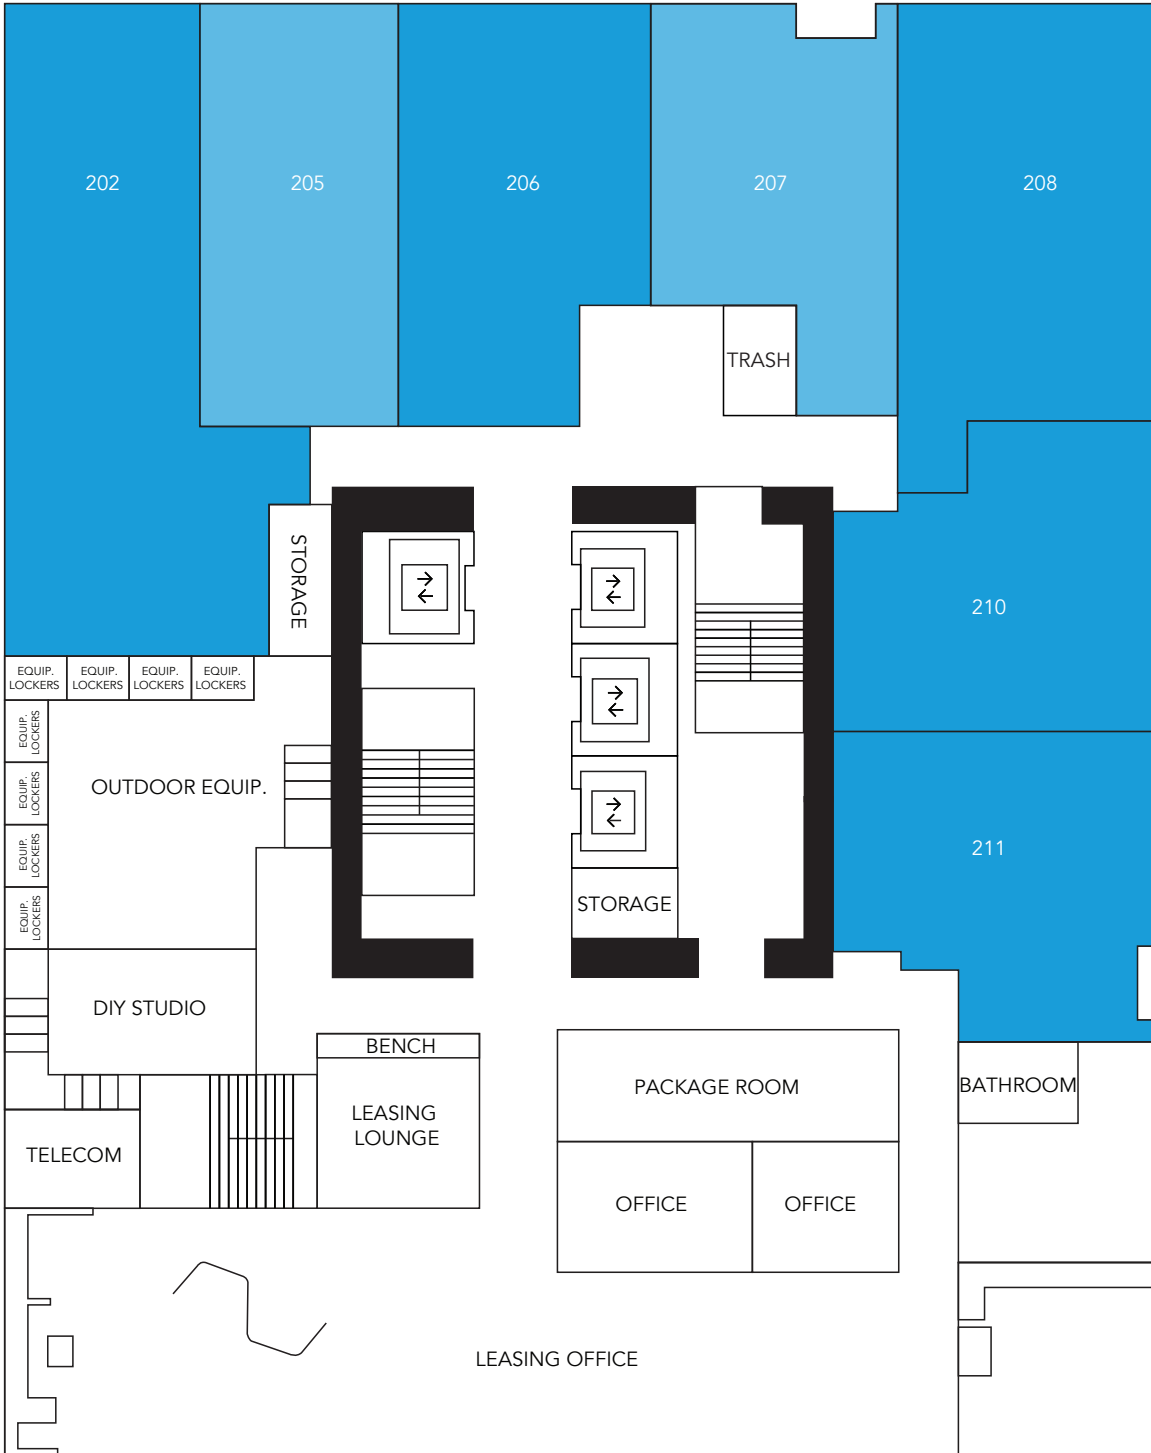 202
205
206
207
208
TRASH
STORAGE
210
EQUIP.
LOCKERS
EQUIP.
LOCKERS
EQUIP.
LOCKERS
EQUIP.
LOCKERS
EQUIP.
LOCKERS
EQUIP.
LOCKERS
EQUIP.
LOCKERS
EQUIP.
LOCKERS
OUTDOOR EQUIP.
211
STORAGE
DIY STUDIO
BENCH
LEASING
LOUNGE
PACKAGE ROOM
BATHROOM
TELECOM
OFFICE
OFFICE
LEASING OFFICE